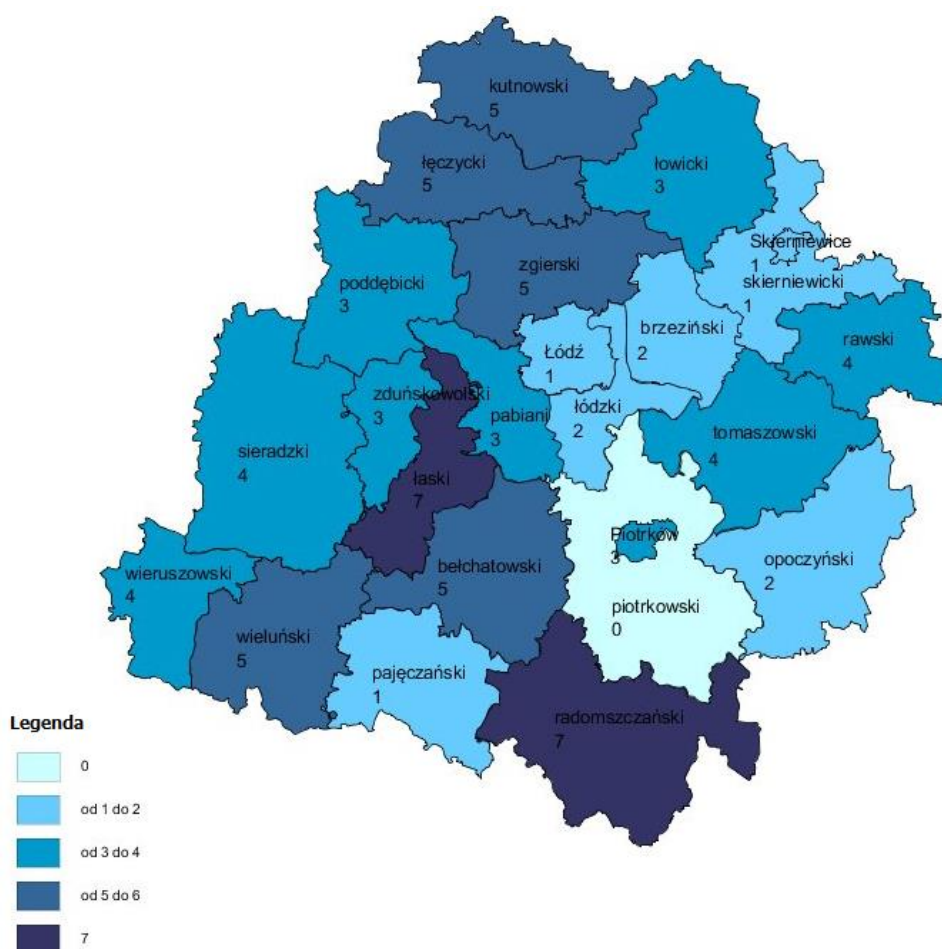 kutnowski
5
łęczycki
5
łowicki
3
Skierniewice
1
skierniewicki
1
zgierski
5
poddębicki
3
brzeziński
2
rawski
4
Łódź
1
zduńskowolski
3
pabiani
3
łódzki
2
tomaszowski
4
sieradzki
4
łaski
7
Piotrków
3
opoczyński
2
wieruszowski
4
bełchatowski
5
piotrkowski
0
wieluński
5
pajęczański
1
radomszczański
7
Legenda
0
od 1 do 2
od 3 do 4
od 5 do 6
7